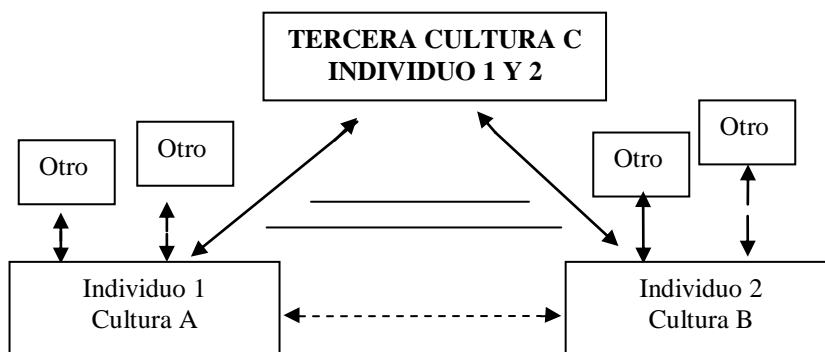 TERCERA CULTURA C
INDIVIDUO 1 Y 2
Otro
Otro
Otro
Otro
Individuo 1
Cultura A
Individuo 2
Cultura B